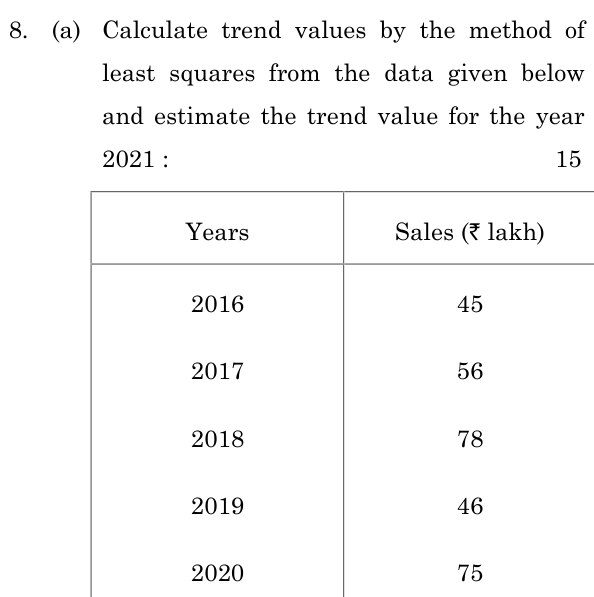 8. (a) Calculate trend values by the method of
least squares from the data given below
and estimate the trend value for the year
2021 : 15
Years Sales (₹ lakh)
2016 45
2017 56
2018 78
2019 46
2020 75